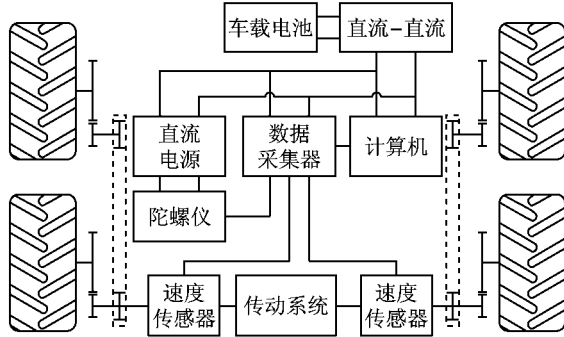 车载电池
直流-直流
直流
电源
数据
采集器
计算机
陀螺仪
速度
传感器
传动系统
速度
传感器